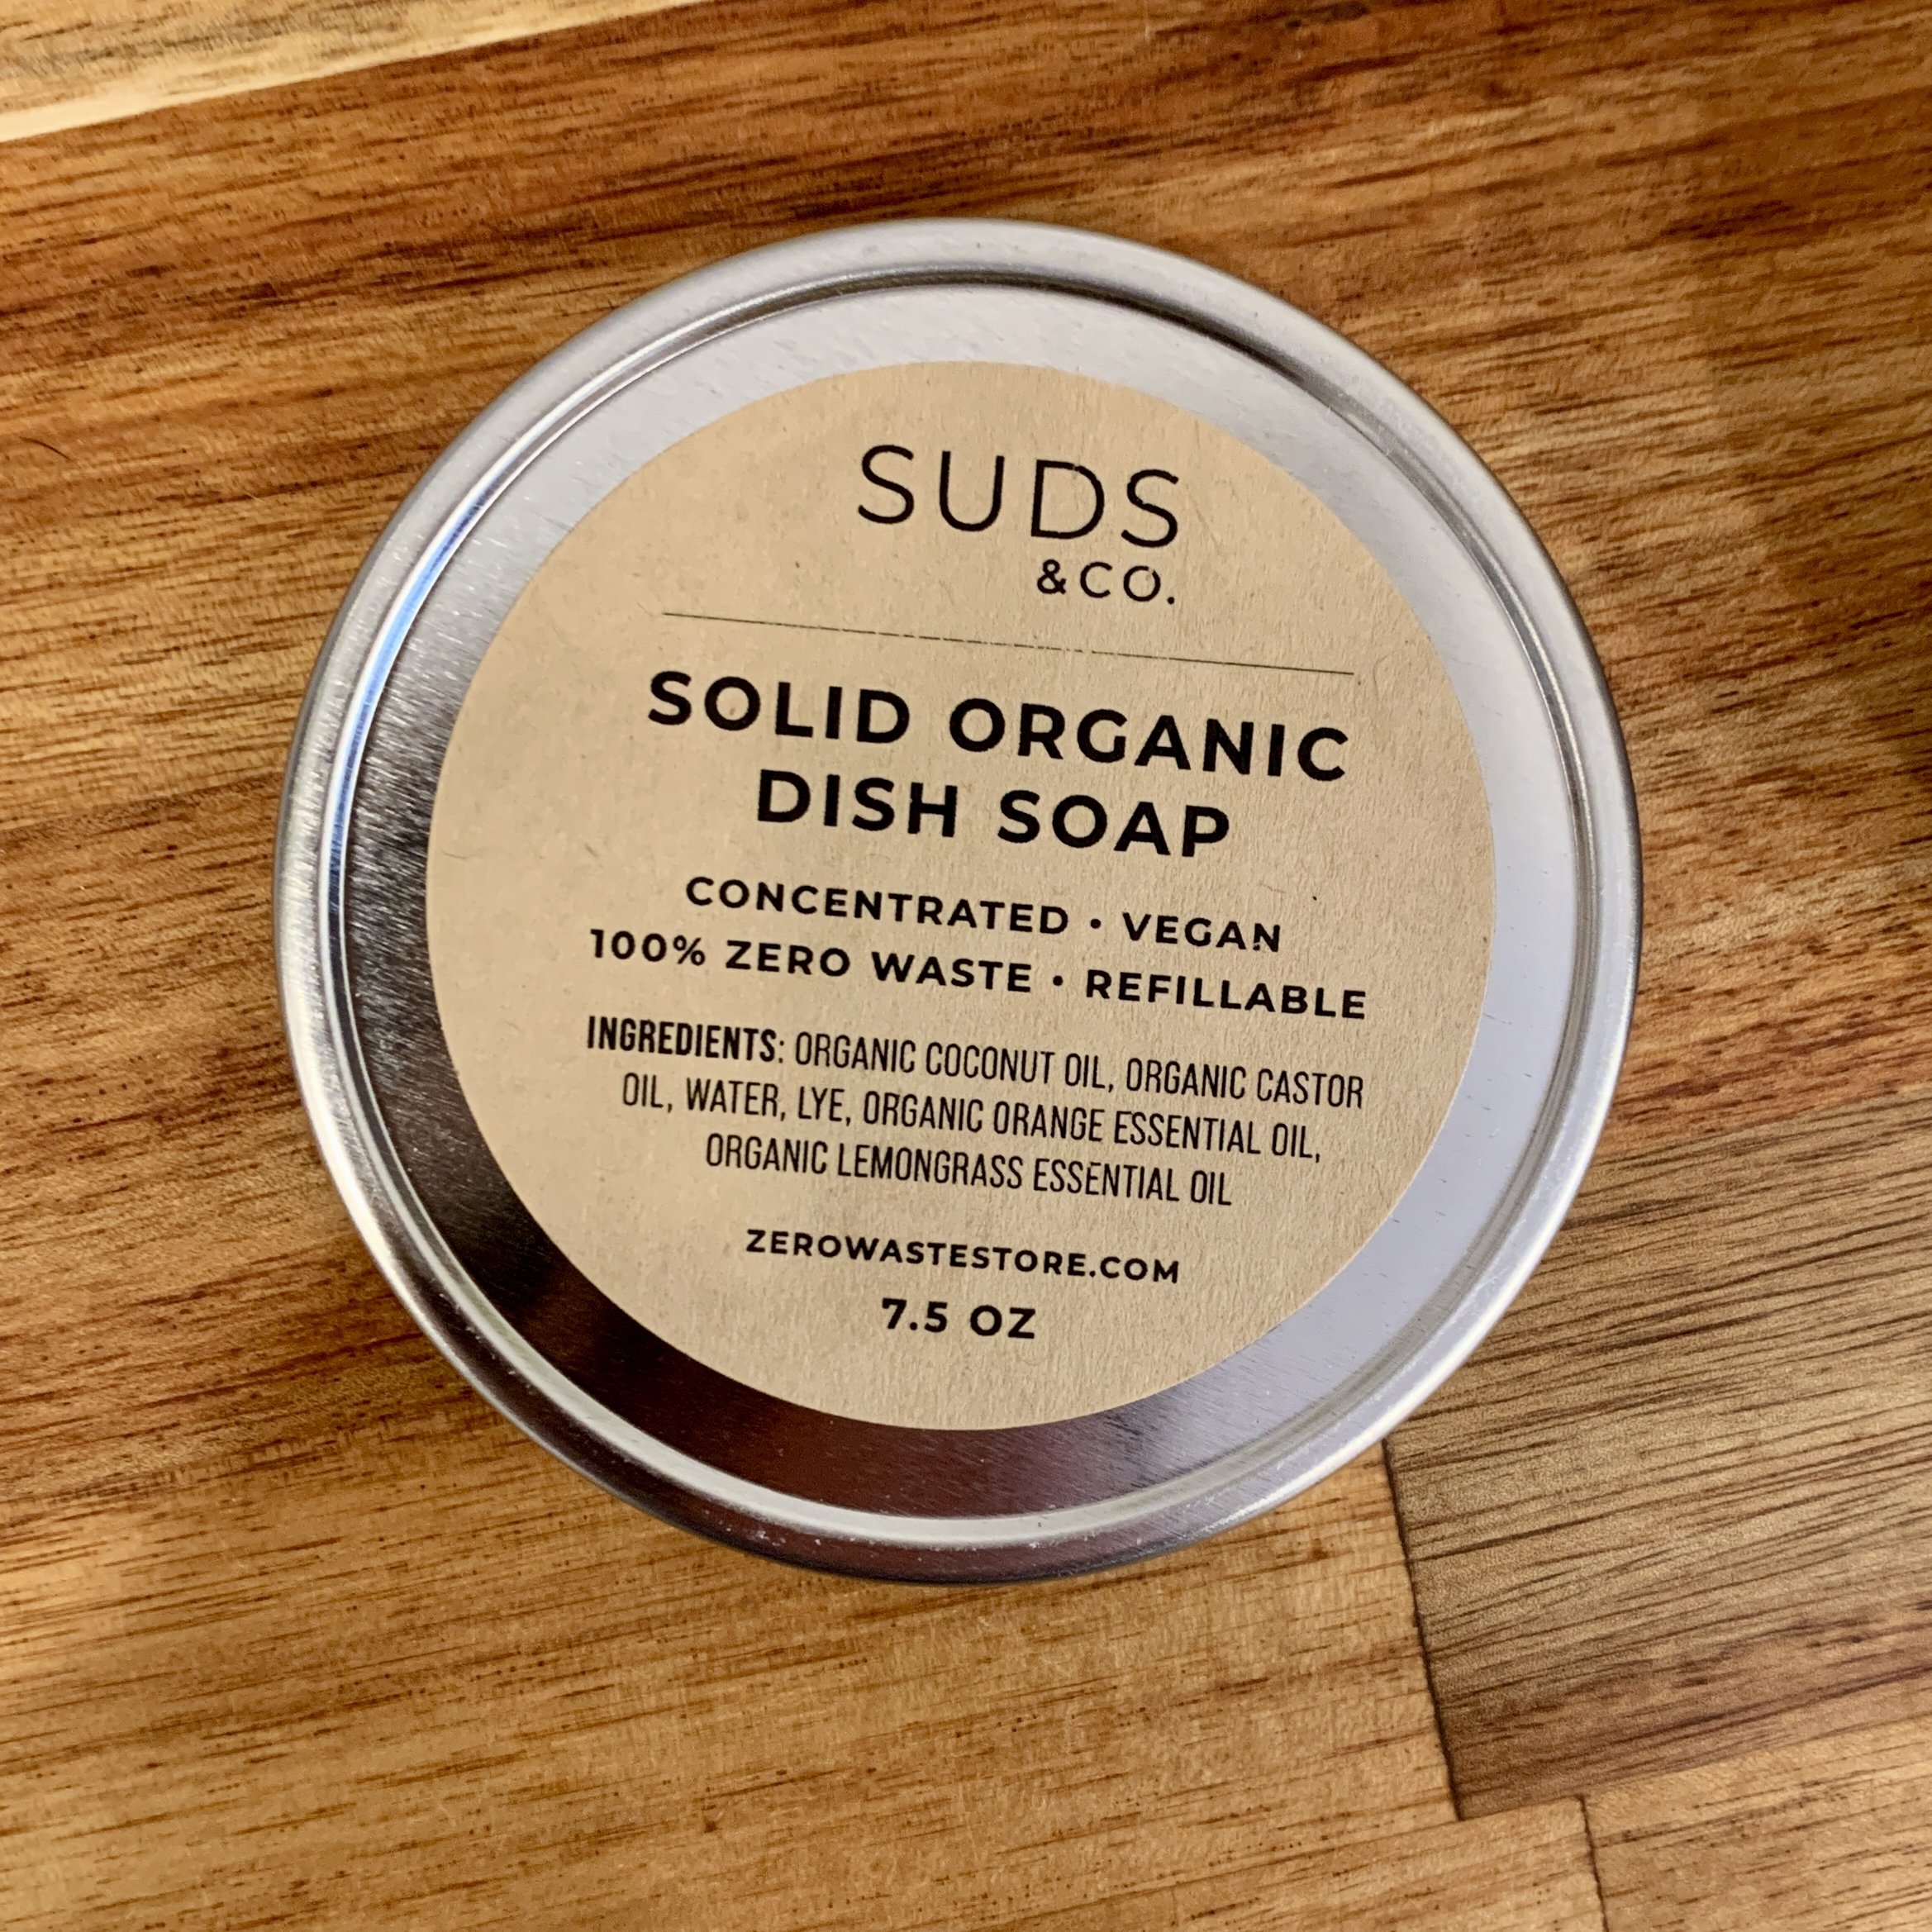 SUDS
&CO.
SOLID ORGANIC
DISH SOAP
CONCENTRATED • VEGAN
100% ZERO WASTE • REFILLABLE
INGREDIENTS: ORGANIC COCONUT OIL, ORGANIC CASTOR
OIL, WATER, LYE, ORGANIC ORANGE ESSENTIAL OIL,
ORGANIC LEMONGRASS ESSENTIAL OIL
ZEROWASTESTORE.COM
7.5 OZ